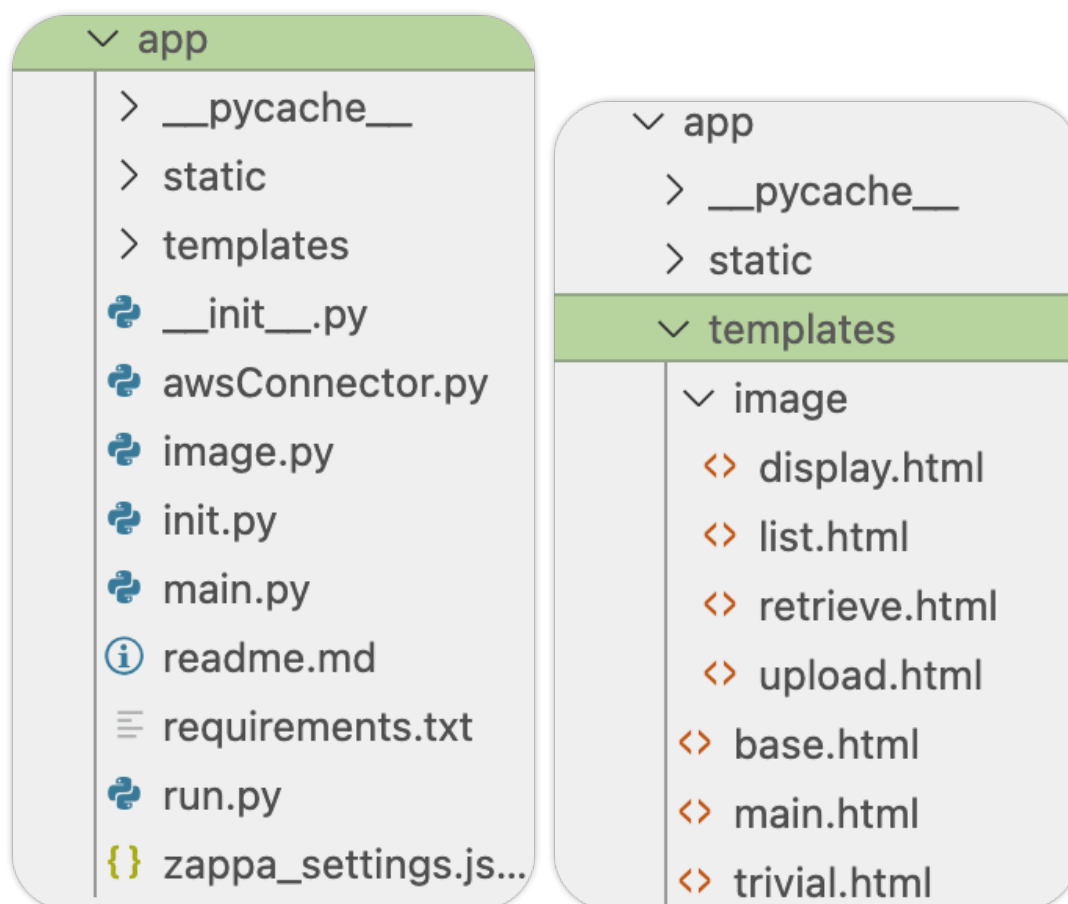 app
__pycache__
static
templates
__init__.py
awsConnector.py
image.py
init.py
main.py
readme.md
requirements.txt
run.py
zappa_settings.js...
app
__pycache__
static
templates
image
display.html
list.html
retrieve.html
upload.html
base.html
main.html
trivial.html